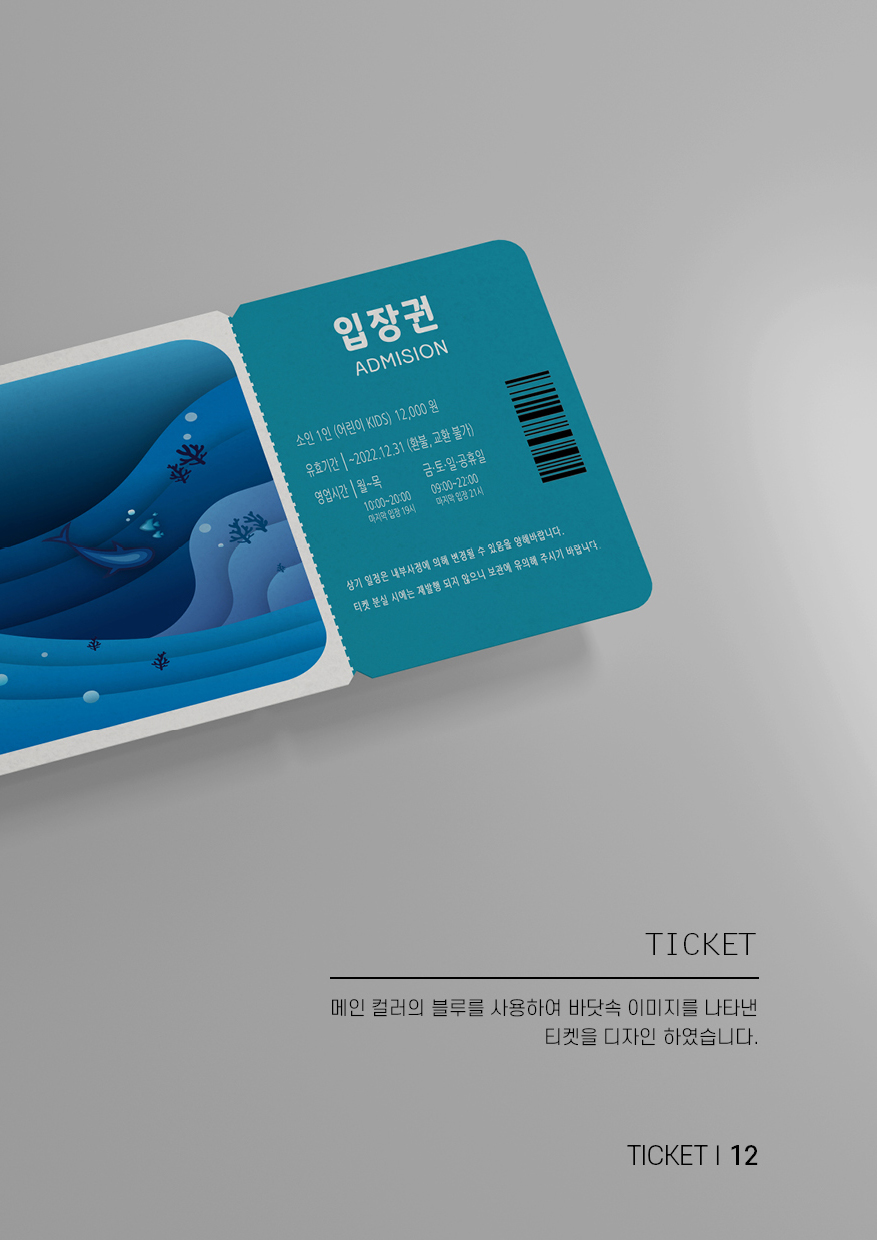 입장권
ADMISION
소인 1인 (어린이 KIDS) 12,000 원
유효기간 | ~2022.12.31 (환불, 교환 불가)
영업시간 | 월~목 금·토·일·공휴일
10:00~20:00 09:00~22:00
마지막 입장 19시 마지막 입장 21시
상기 일정은 내부사정에 의해 변경될 수 있음을 양해바랍니다.
티켓 분실 시에는 재발행 되지 않으니 보관에 유의해 주시기 바랍니다.
TICKET
메인 컬러의 블루를 사용하여 바닷속 이미지를 나타낸
티켓을 디자인 하였습니다.
TICKET | 12